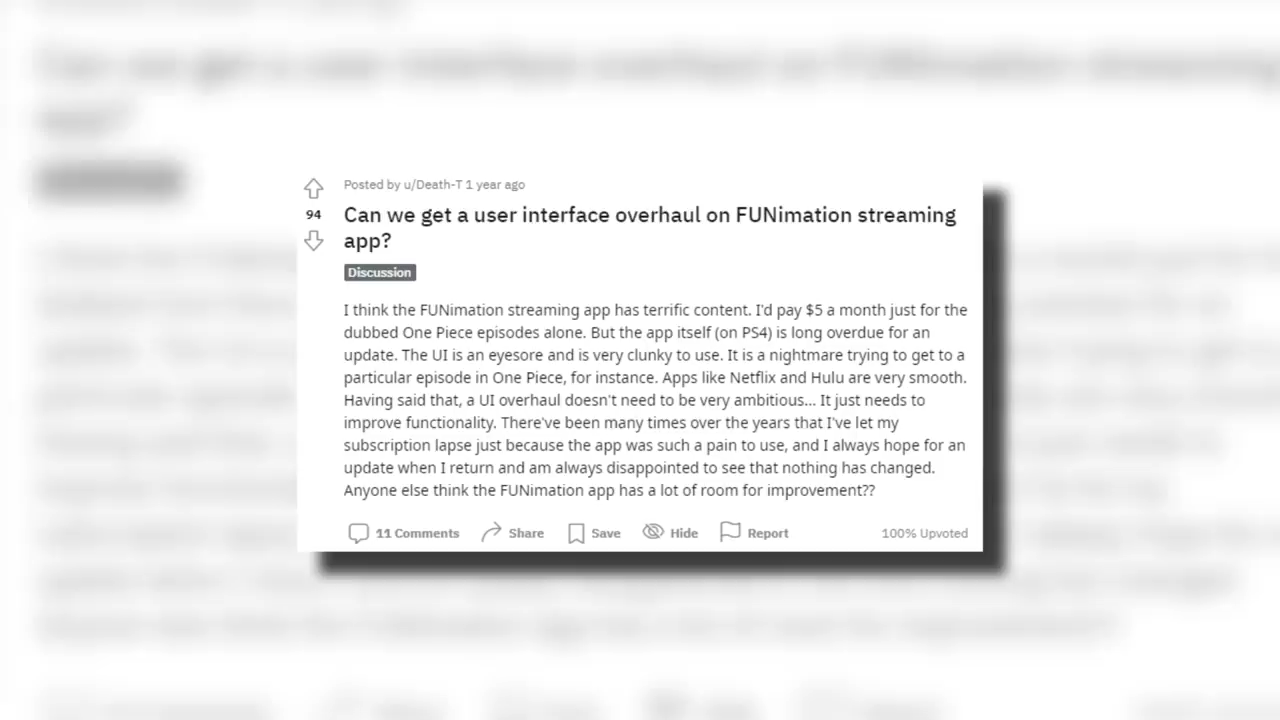 Posted by u/Death-T 1 year ago
94
Can we get a user interface overhaul on FUNimation streaming
app?
Discussion
I think the FUNimation streaming app has terrific content. I'd pay $5 a month just for the
dubbed One Piece episodes alone. But the app itself (on PS4) is long overdue for an
update. The UI is an eyesore and is very clunky to use. It is a nightmare trying to get to a
particular episode in One Piece, for instance. Apps like Netflix and Hulu are very smooth.
Having said that, a UI overhaul doesn't need to be very ambitious... It just needs to
improve functionality. There've been many times over the years that I've let my
subscription lapse just because the app was such a pain to use, and I always hope for an
update when I return and am always disappointed to see that nothing has changed.
Anyone else think the FUNimation app has a lot of room for improvement??
11 Comments Share Save Hide Report 100% Upvoted